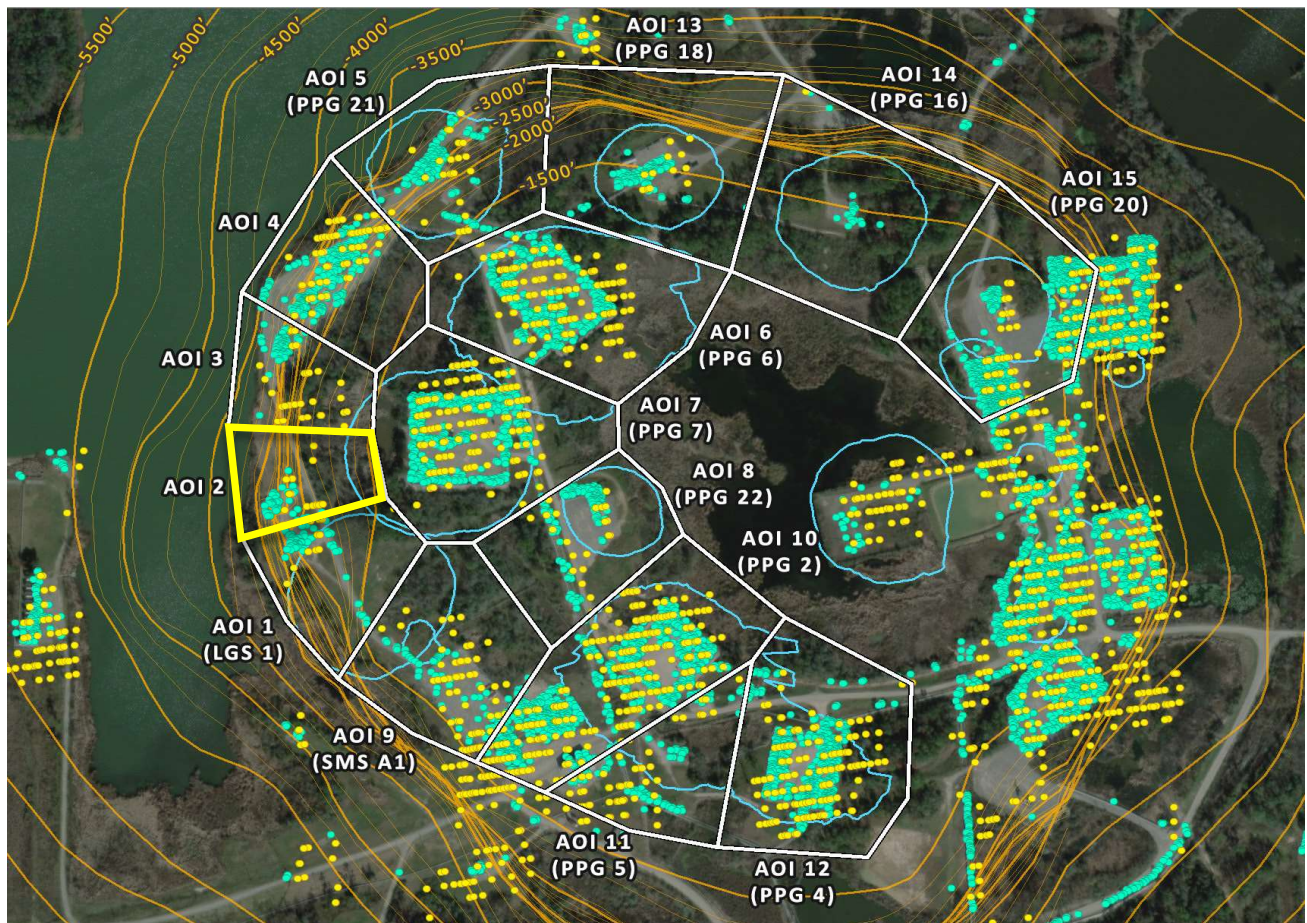 -5500'
-5000'
-4500'
-4000'
-3500'
-3000'
-2500'
-2000'
-1500'
AOI 13
(PPG 18)
AOI 5
(PPG 21)
AOI 14
(PPG 16)
AOI 15
(PPG 20)
AOI 4
AOI 3
AOI 6
(PPG 6)
AOI 7
(PPG 7)
AOI 2
AOI 8
(PPG 22)
AOI 10
(PPG 2)
AOI 1
(LGS 1)
AOI 9
(SMS A1)
AOI 11
(PPG 5)
AOI 12
(PPG 4)